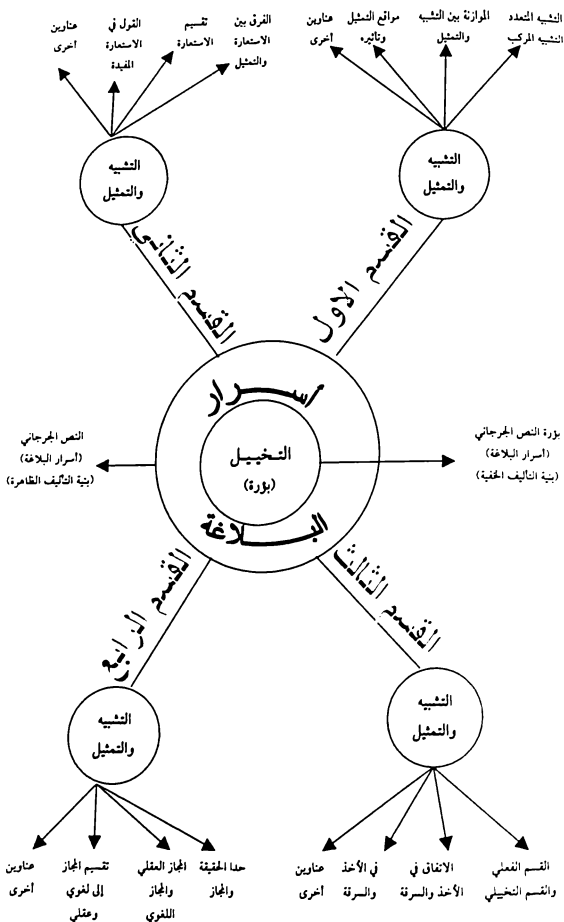 التشبيه المتعدد
التشبيه المركب
الموازنة بين التشبيه
والتمثيل
مواقع التمثيل
وتأثيره
عناوين
أخرى
الفرق بين
الاستعارة
والتمثيل
تقسيم
الاستعارة
القول في
الاستعارة
المفيدة
عناوين
أخرى
التشبيه
والتمثيل
التشبيه
والتمثيل
القسم الاول
القسم الثاني
أسرار
التخييل
(بؤرة)
البلاغة
بؤرة النص الجرجاني
(أسرار البلاغة)
(بنية التأليف الخفية)
النص الجرجاني
(أسرار البلاغة)
(بنية التأليف الظاهرة)
القسم الثالث
القسم الرابع
التشبيه
والتمثيل
التشبيه
والتمثيل
القسم الفعلي
والقسم التخييلي
الاتفاق في
الأخذ والسرقة
في الأخذ
والسرقة
عناوين
أخرى
حدا الحقيقة
والمجاز
المجاز العقلي
والمجاز
اللغوي
تقسيم المجاز
إلى لغوي
وعقلي
عناوين
أخرى